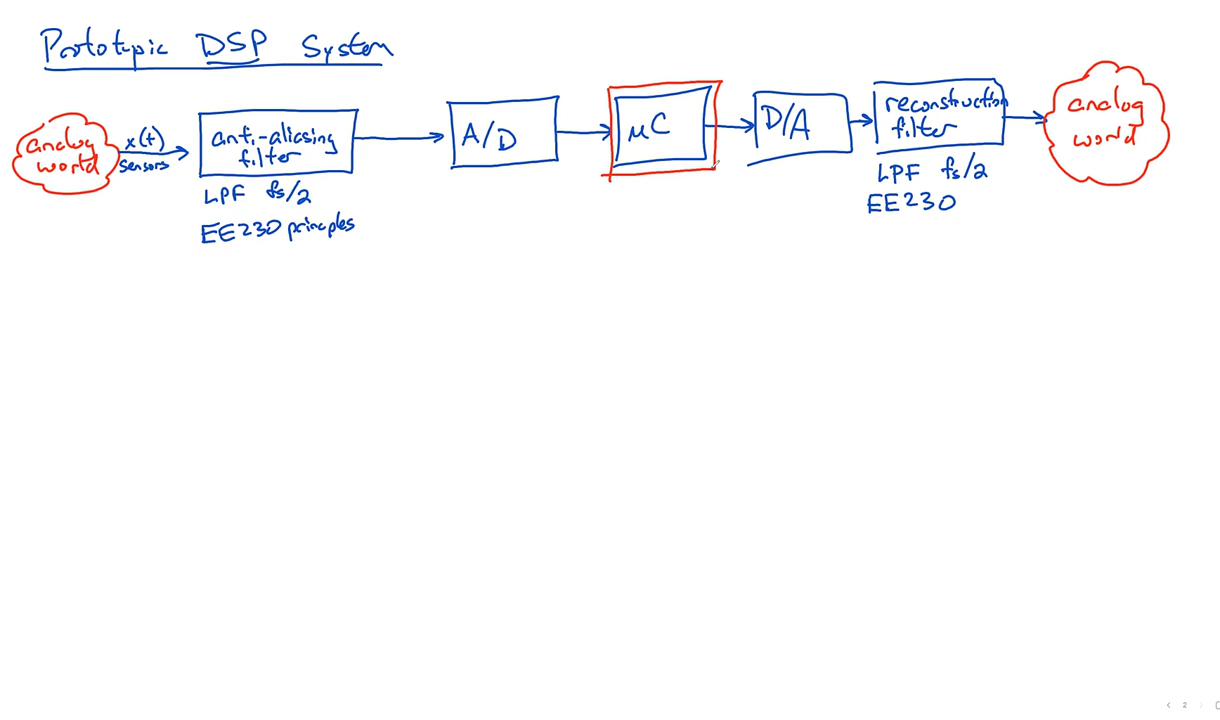 Prototypic DSP System
analog
world
x(t)
sensors
anti-aliasing
filter
LPF fs/2
EE230 principles
A/D
μC
D/A
reconstruction
filter
LPF fs/2
EE230
analog
world
2